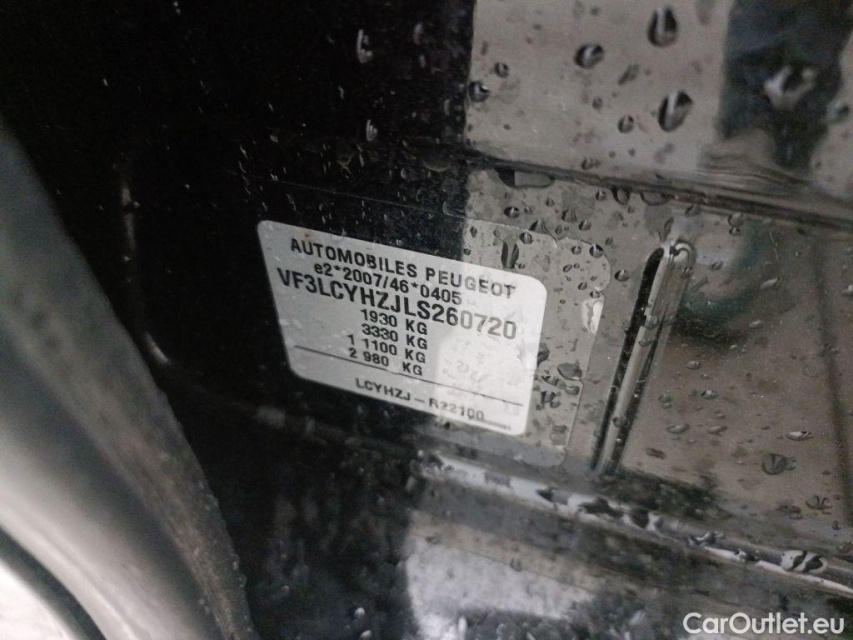 AUTOMOBILES PEUGEOT
e2*2007/46*0405
VF3LCYHZJLS260720
1930 KG
3330 KG
1 1100 KG
2 980 KG
LCYHZJ - R22100
CarOutlet.eu